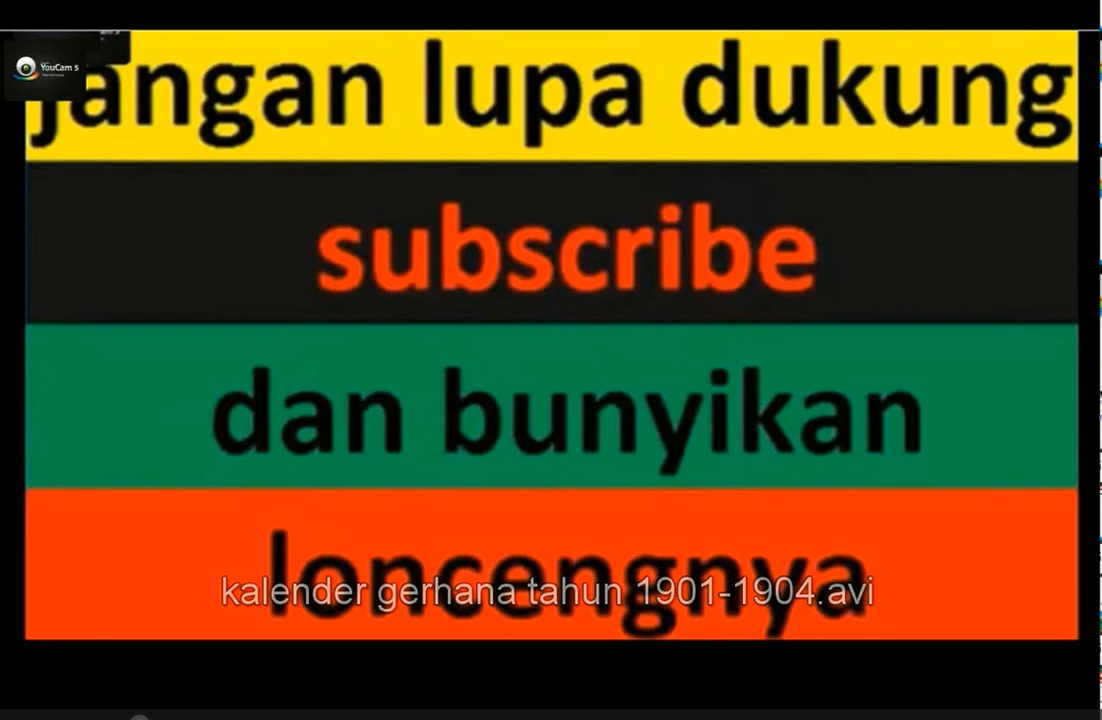 YouCam 5
jangan lupa dukung
subscribe
dan bunyikan
loncengnya
kalender gerhana tahun 1901-1904.avi